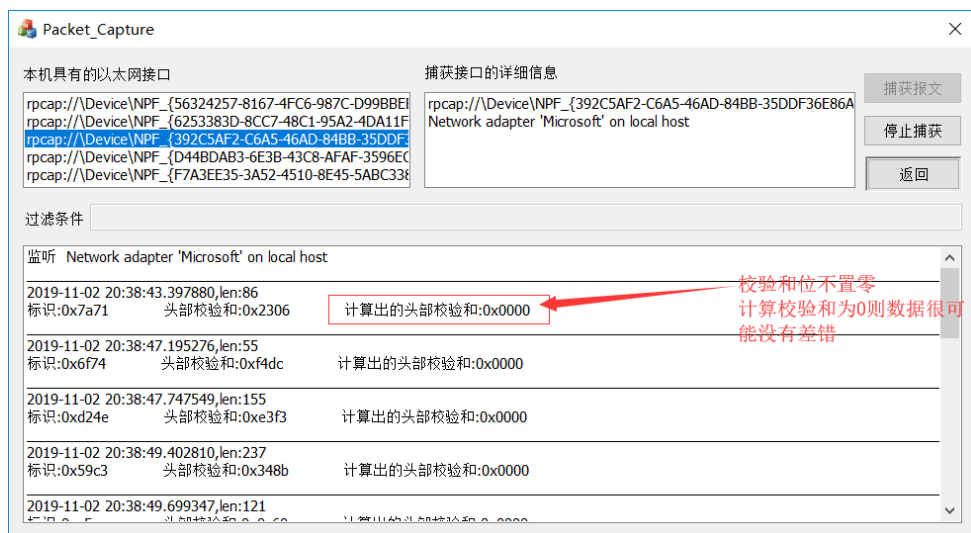 Packet_Capture
本机具有的以太网接口
rpcap://\Device\NPF_{56324257-8167-4FC6-987C-D99BBE
rpcap://\Device\NPF_{6253383D-8CC7-48C1-95A2-4DA11F
rpcap://\Device\NPF_{392C5AF2-C6A5-46AD-84BB-35DDF
rpcap://\Device\NPF_{D44BDAB3-6E3B-43C8-AFAF-3596E
rpcap://\Device\NPF_{F7A3EE35-3A52-4510-8E45-5ABC33
捕获接口的详细信息
rpcap://\Device\NPF_{392C5AF2-C6A5-46AD-84BB-35DDF36E86A
Network adapter 'Microsoft' on local host
捕获报文
停止捕获
返回
过滤条件
监听 Network adapter 'Microsoft' on local host
2019-11-02 20:38:43.397880,len:86
标识:0x7a71 头部校验和:0x2306 计算出的头部校验和:0x0000
校验和位不置零
计算校验和为0则数据很可
能没有差错
2019-11-02 20:38:47.195276,len:55
标识:0x6f74 头部校验和:0xf4dc 计算出的头部校验和:0x0000
2019-11-02 20:38:47.747549,len:155
标识:0xd24e 头部校验和:0xe3f3 计算出的头部校验和:0x0000
2019-11-02 20:38:49.402810,len:237
标识:0x59c3 头部校验和:0x348b 计算出的头部校验和:0x0000
2019-11-02 20:38:49.699347,len:121